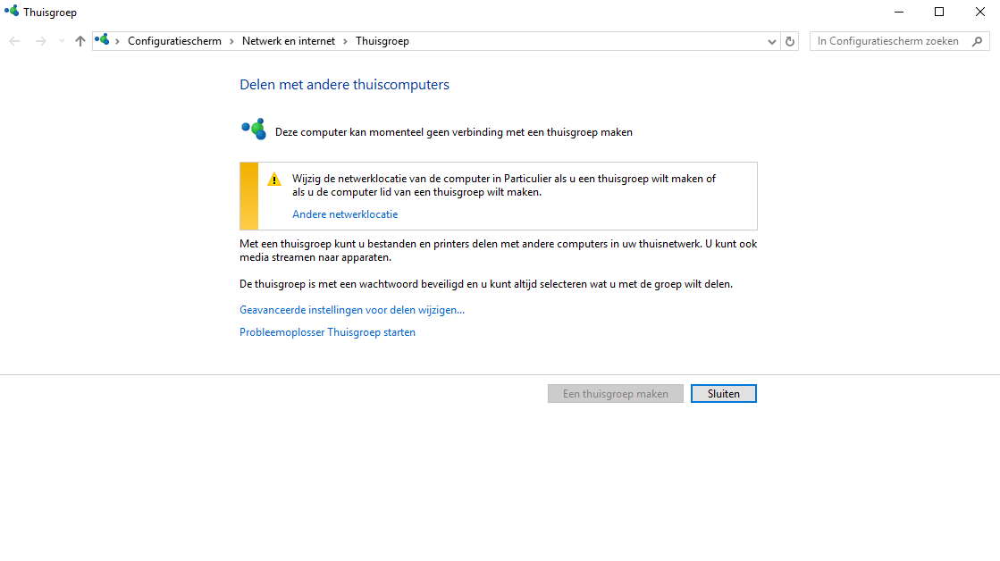 Thuisgroep
Configuratiescherm > Netwerk en internet > Thuisgroep
In Configuratiescherm zoeken
Delen met andere thuiscomputers
Deze computer kan momenteel geen verbinding met een thuisgroep maken
Wijzig de netwerklocatie van de computer in Particulier als u een thuisgroep wilt maken of
als u de computer lid van een thuisgroep wilt maken.
Andere netwerklocatie
Met een thuisgroep kunt u bestanden en printers delen met andere computers in uw thuisnetwerk. U kunt ook
media streamen naar apparaten.
De thuisgroep is met een wachtwoord beveiligd en u kunt altijd selecteren wat u met de groep wilt delen.
Geavanceerde instellingen voor delen wijzigen...
Probleemoplosser Thuisgroep starten
Een thuisgroep maken
Sluiten